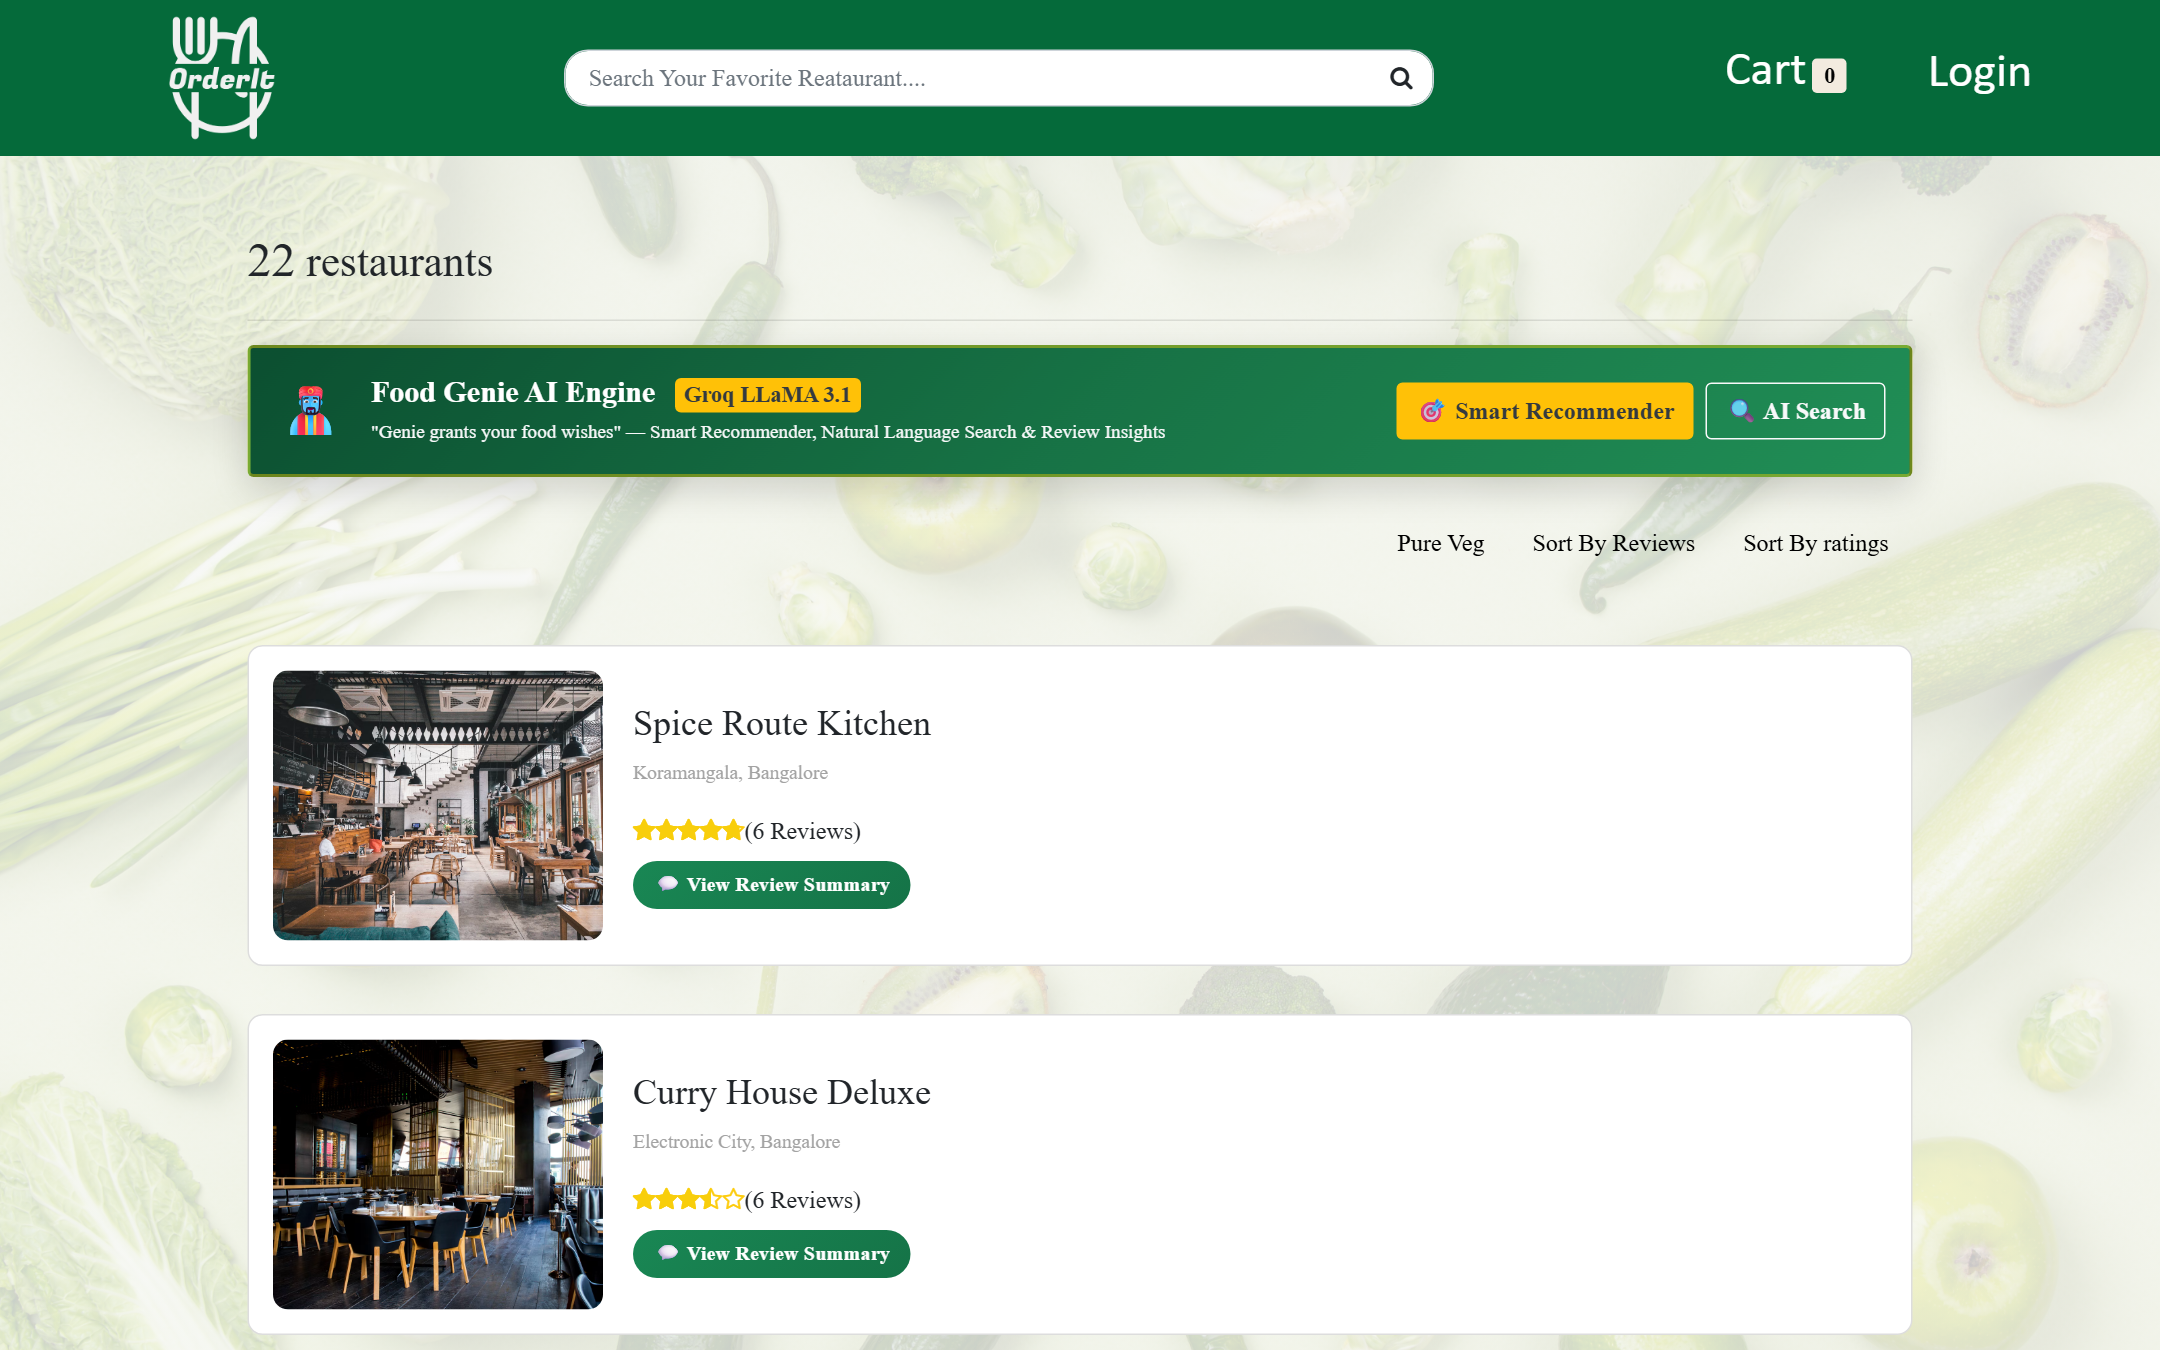 OrderIt
Search Your Favorite Reataurant....
Cart 0
Login
22 restaurants
Food Genie AI Engine Groq LLaMA 3.1
"Genie grants your food wishes" — Smart Recommender, Natural Language Search & Review Insights
Smart Recommender
AI Search
Pure Veg
Sort By Reviews
Sort By ratings
Spice Route Kitchen
Koramangala, Bangalore
(6 Reviews)
View Review Summary
Curry House Deluxe
Electronic City, Bangalore
(6 Reviews)
View Review Summary